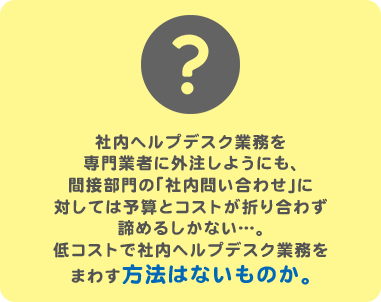 ?
社内ヘルプデスク業務を
専門業者に外注しようにも、
間接部門の「社内問い合わせ」に
対しては予算とコストが折り合わず
諦めるしかない…。
低コストで社内ヘルプデスク業務を
まわす方法はないものか。